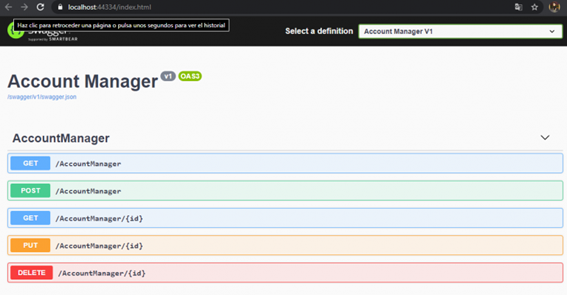 localhost:44334/index.html
Haz clic para retroceder una página o pulsa unos segundos para ver el historial
Supported by SMARTBEAR
Select a definition
Account Manager V1
Account Manager v1 OAS3
/swagger/v1/swagger.json
AccountManager
GET /AccountManager
POST /AccountManager
GET /AccountManager/{id}
PUT /AccountManager/{id}
DELETE /AccountManager/{id}